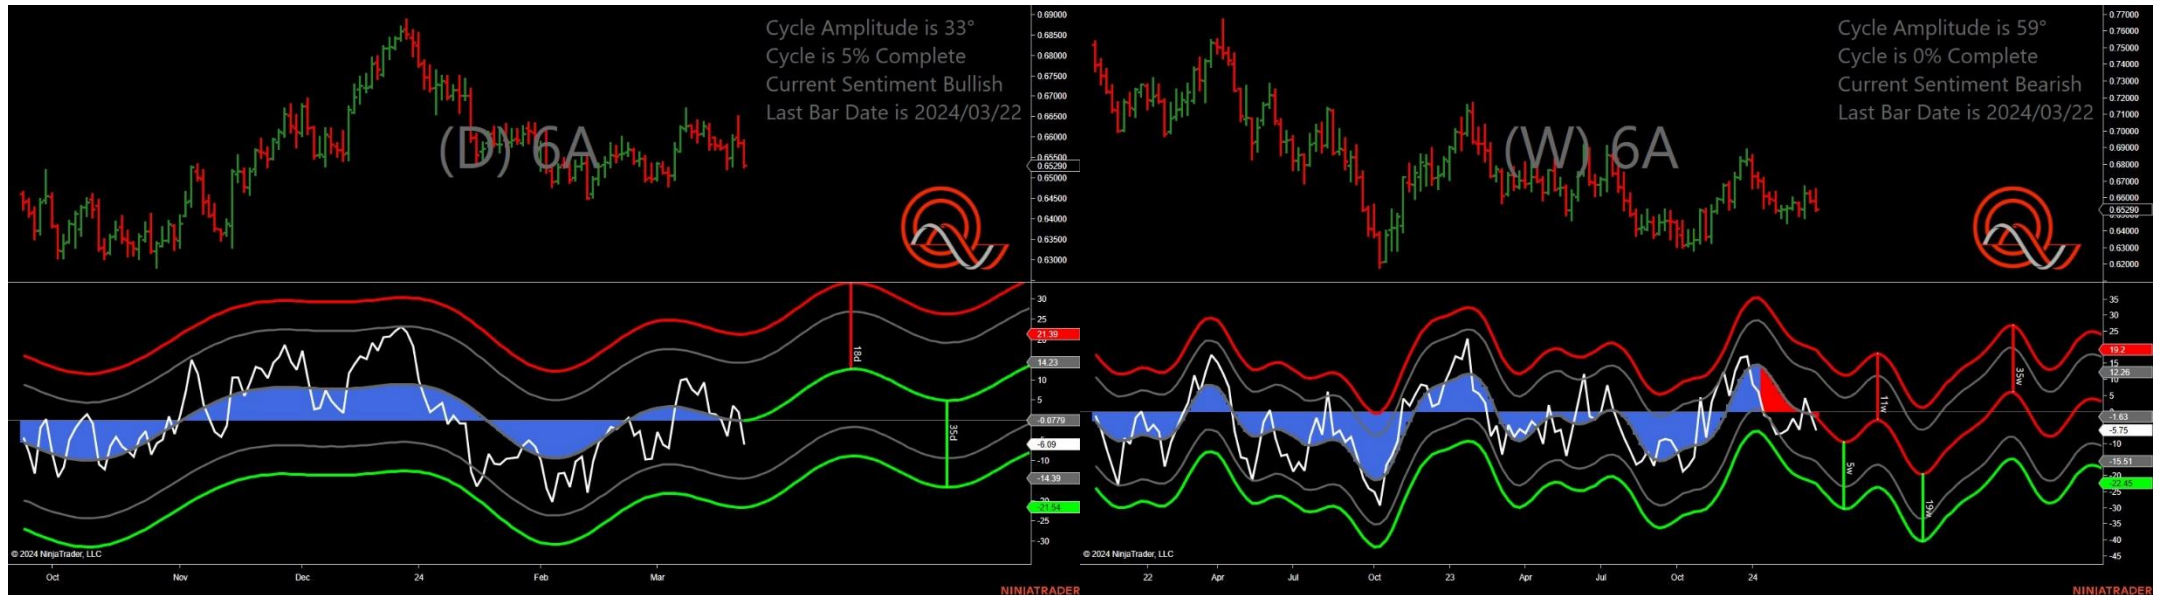 Cycle Amplitude is 33°
Cycle is 5% Complete
Current Sentiment Bullish
Last Bar Date is 2024/03/22
(D) 6A
0.69000
0.68500
0.68000
0.67500
0.67000
0.66500
0.66000
0.65500
0.65290
0.65000
0.64500
0.64000
0.63500
0.63000
30
25
21.39
14.23
10
5
-0.0779
-6.09
-10
-14.39
-21.54
-25
-30
18d
35d
© 2024 NinjaTrader, LLC
Oct
Nov
Dec
24
Feb
Mar
NINJATRADER
Cycle Amplitude is 59°
Cycle is 0% Complete
Current Sentiment Bearish
Last Bar Date is 2024/03/22
(W) 6A
0.77000
0.76000
0.75000
0.74000
0.73000
0.72000
0.71000
0.70000
0.69000
0.68000
0.67000
0.66000
0.65290
0.64000
0.63000
0.62000
35
30
25
19.2
12.26
5
-1.63
-5.75
-10
-15.51
-22.45
-25
-30
-35
-40
-45
5w
11w
19w
35w
© 2024 NinjaTrader, LLC
22
Apr
Jul
Oct
23
Apr
Jul
Oct
24
NINJATRADER